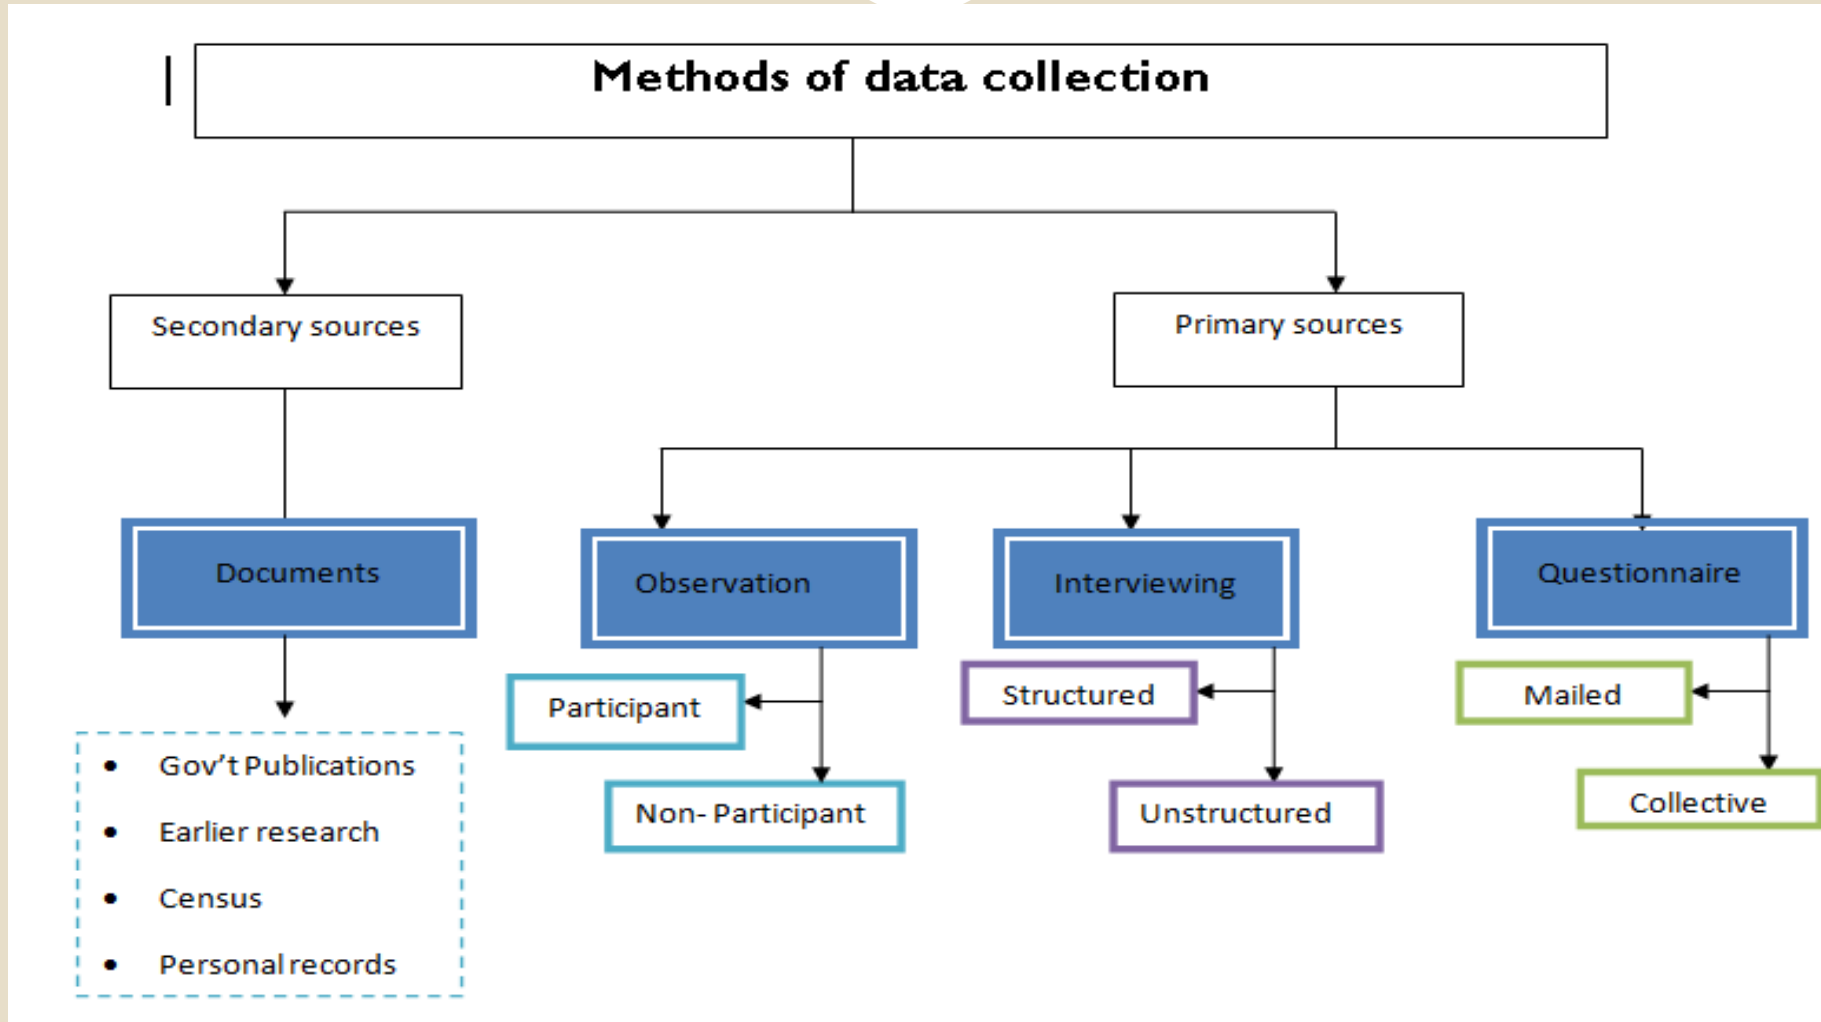 Methods of data collection
Secondary sources
Primary sources
Documents
Observation
Interviewing
Questionnaire
Participant
Structured
Mailed
Non- Participant
Unstructured
Collective
• Gov’t Publications
• Earlier research
• Census
• Personal records